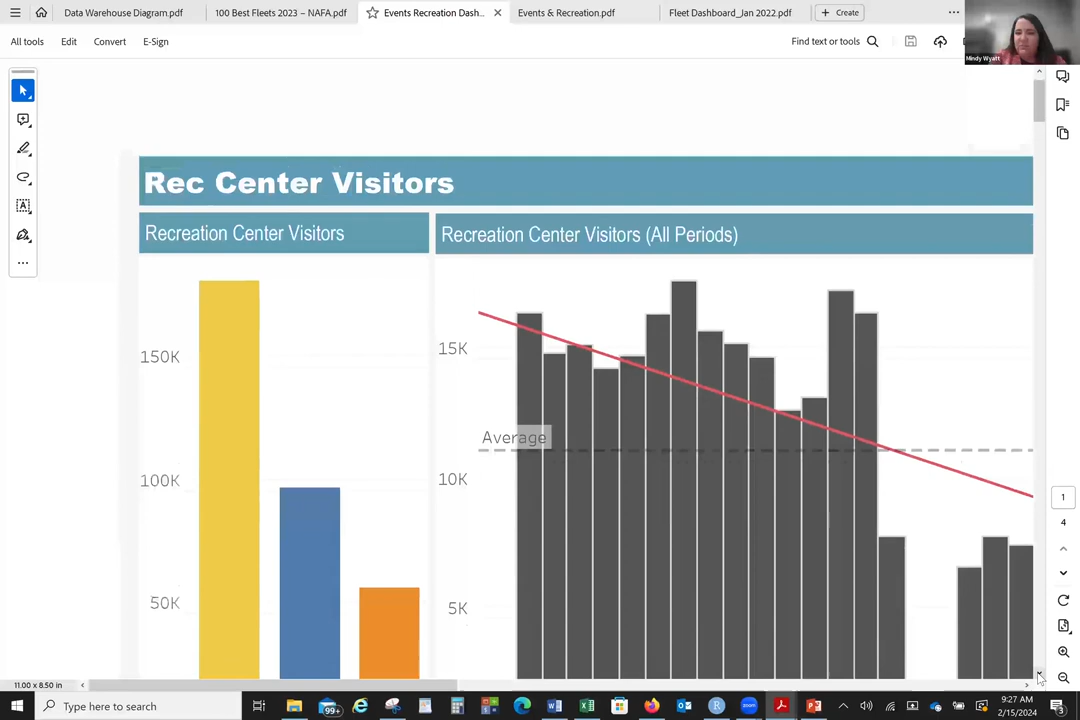 Data Warehouse Diagram.pdf
100 Best Fleets 2023 – NAFA.pdf
Events Recreation Dash...
Events & Recreation.pdf
Fleet Dashboard_Jan 2022.pdf
+ Create
All tools
Edit
Convert
E-Sign
Find text or tools
Mindy Wyatt
Rec Center Visitors
Recreation Center Visitors
Recreation Center Visitors (All Periods)
150K
100K
50K
15K
Average
10K
5K
1
4
11.00 x 8.50 in
Type here to search
99+
9:27 AM
2/15/2024
3